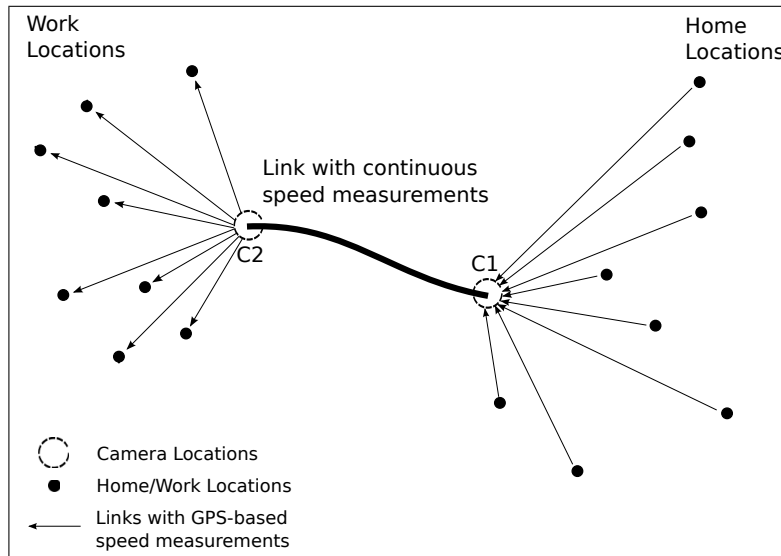 Work
Locations
Home
Locations
Link with continuous
speed measurements
C2
C1
Camera Locations
Home/Work Locations
Links with GPS-based
speed measurements